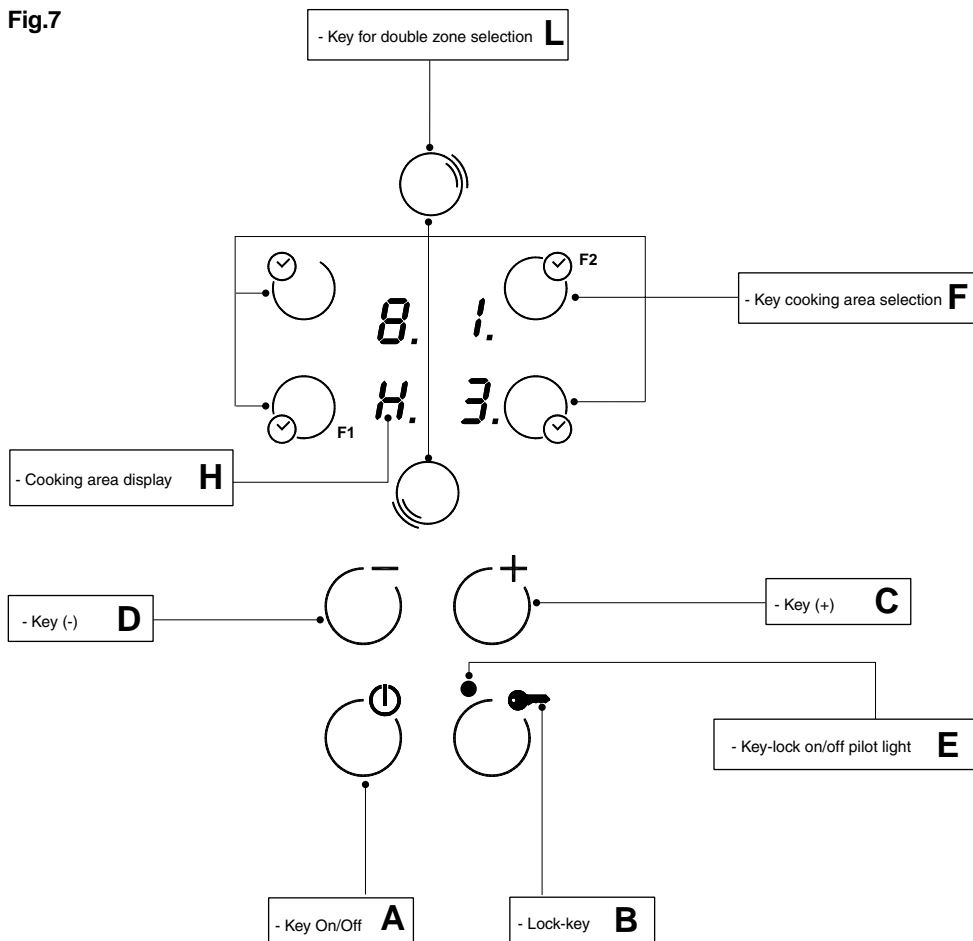 Fig.7
- Key for double zone selection L
F2
- Key cooking area selection F
8. 1.
H. 3.
F1
- Cooking area display H
- Key (-) D
- Key (+) C
- Key-lock on/off pilot light E
- Key On/Off A
- Lock-key B